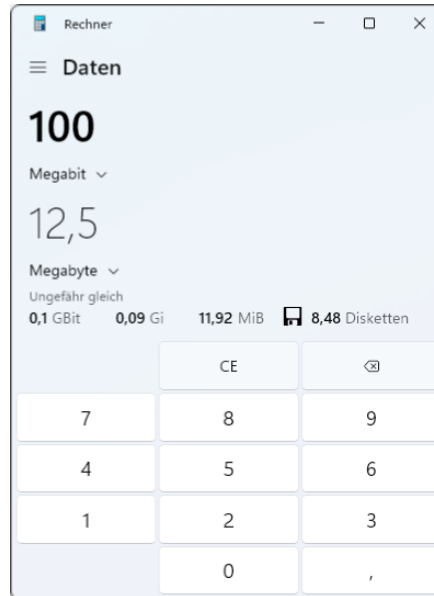 Rechner
Daten
100
Megabit
12,5
Megabyte
Ungefähr gleich
0,1 GBit 0,09 Gi 11,92 MiB 8,48 Disketten
CE
7 8 9
4 5 6
1 2 3
0 ,